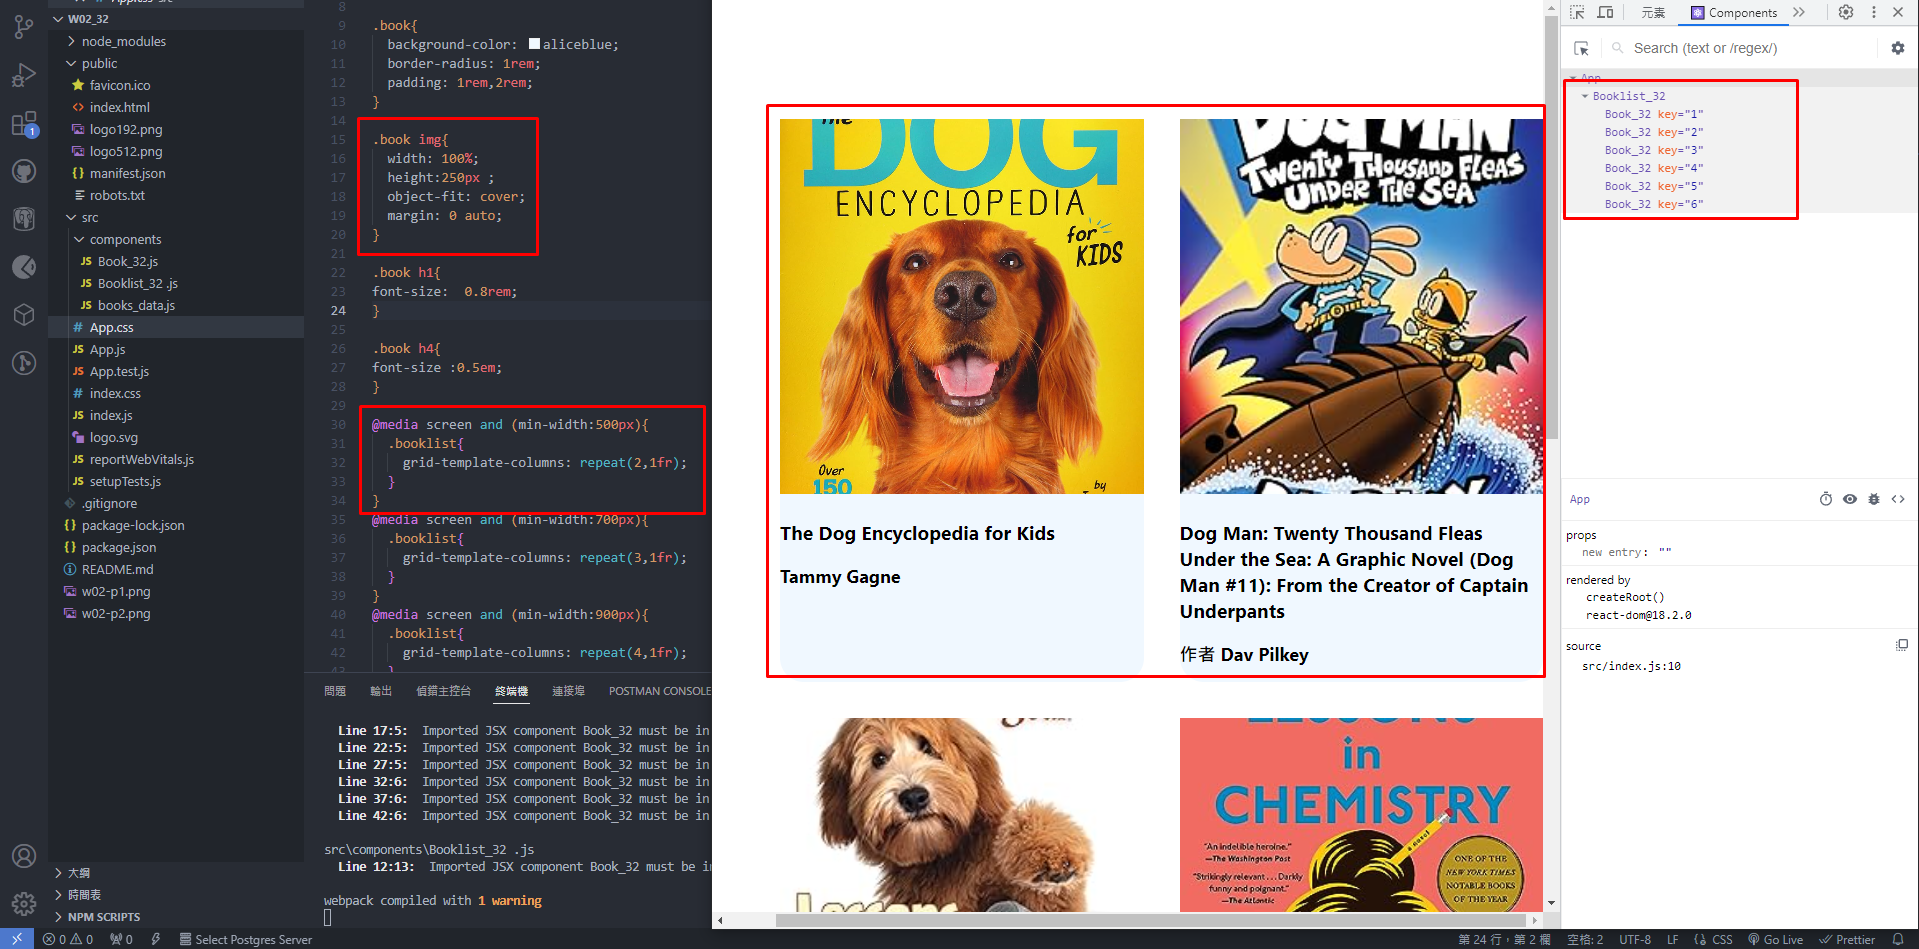 App.css src
W02_32
node_modules
public
favicon.ico
index.html
logo192.png
logo512.png
manifest.json
robots.txt
src
components
Book_32.js
Booklist_32 .js
books_data.js
App.css
App.js
App.test.js
index.css
index.js
logo.svg
reportWebVitals.js
setupTests.js
.gitignore
package-lock.json
package.json
README.md
w02-p1.png
w02-p2.png
大綱
時間表
NPM SCRIPTS
8
9 .book{
10 background-color: aliceblue;
11 border-radius: 1rem;
12 padding: 1rem,2rem;
13 }
14
15 .book img{
16 width: 100%;
17 height:250px ;
18 object-fit: cover;
19 margin: 0 auto;
20 }
21
22 .book h1{
23 font-size:  0.8rem;
24 }
25
26 .book h4{
27 font-size :0.5em;
28 }
29
30 @media screen and (min-width:500px){
31 .booklist{
32 grid-template-columns: repeat(2,1fr);
33 }
34 }
35 @media screen and (min-width:700px){
36 .booklist{
37 grid-template-columns: repeat(3,1fr);
38 }
39 }
40 @media screen and (min-width:900px){
41 .booklist{
42 grid-template-columns: repeat(4,1fr);
43 }
問題 輸出 偵錯主控台 終端機 連接埠 POSTMAN CONSOLE
Line 17:5: Imported JSX component Book_32 must be in
Line 22:5: Imported JSX component Book_32 must be in
Line 27:5: Imported JSX component Book_32 must be in
Line 32:6: Imported JSX component Book_32 must be in
Line 37:6: Imported JSX component Book_32 must be in
Line 42:6: Imported JSX component Book_32 must be in
src\components\Booklist_32 .js
Line 12:13: Imported JSX component Book_32 must be in
webpack compiled with 1 warning
The
DOG
ENCYCLOPEDIA
for
KIDS
Over
150
by
The Dog Encyclopedia for Kids
Tammy Gagne
DOG MAN
TWENTY THOUSAND FLEAS
UNDER THE SEA
Dog Man: Twenty Thousand Fleas
Under the Sea: A Graphic Novel (Dog
Man #11): From the Creator of Captain
Underpants
作者 Dav Pilkey
Lessons
LESSONS
in
CHEMISTRY
a novel
"An indelible heroine."
—The Washington Post
"Strikingly relevant . . . Darkly
funny and poignant."
—The Atlantic
ONE OF THE
NEW YORK TIMES
NOTABLE BOOKS
OF THE YEAR
元素 Components
Search (text or /regex/)
App
Booklist_32
Book_32 key="1"
Book_32 key="2"
Book_32 key="3"
Book_32 key="4"
Book_32 key="5"
Book_32 key="6"
App
props
new entry: ""
rendered by
createRoot()
react-dom@18.2.0
source
src/index.js:10
1
0 0 0 Select Postgres Server
第 24 行，第 2 欄 空格: 2 UTF-8 LF CSS Go Live Prettier